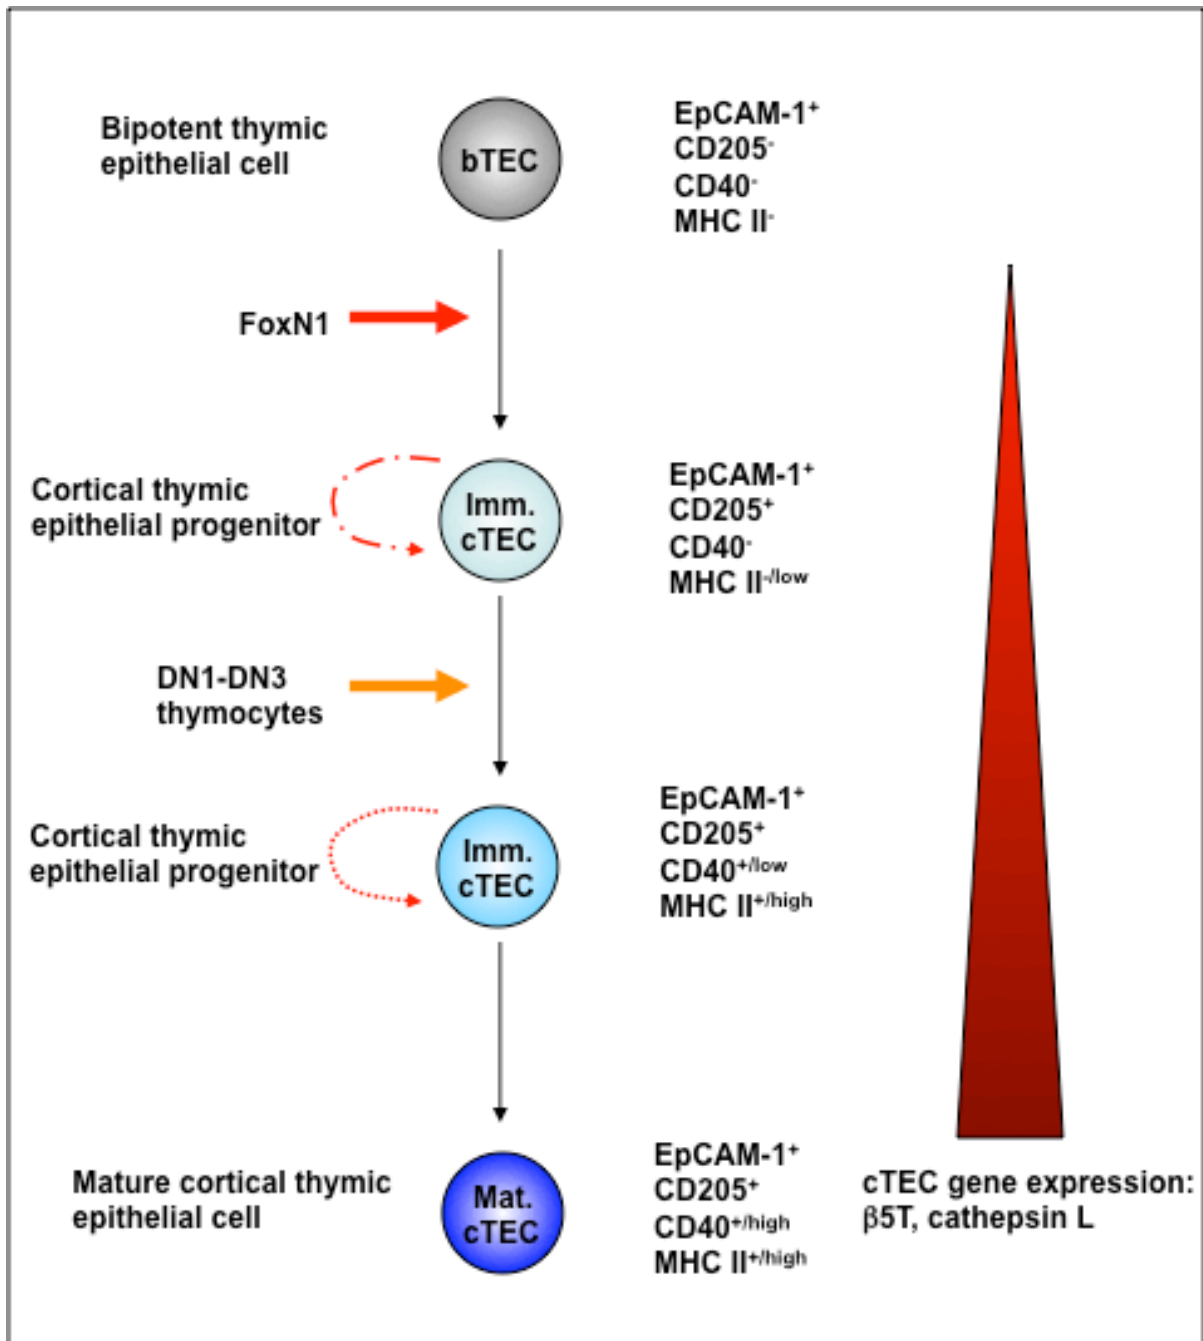 Bipotent thymic
epithelial cell
bTEC
EpCAM-1⁺
CD205⁻
CD40⁻
MHC II⁻
FoxN1
Cortical thymic
epithelial progenitor
Imm.
cTEC
EpCAM-1⁺
CD205⁺
CD40⁻
MHC II⁻/low
DN1-DN3
thymocytes
Cortical thymic
epithelial progenitor
Imm.
cTEC
EpCAM-1⁺
CD205⁺
CD40⁺/low
MHC II⁺/high
Mature cortical thymic
epithelial cell
Mat.
cTEC
EpCAM-1⁺
CD205⁺
CD40⁺/high
MHC II⁺/high
cTEC gene expression:
β5T, cathepsin L